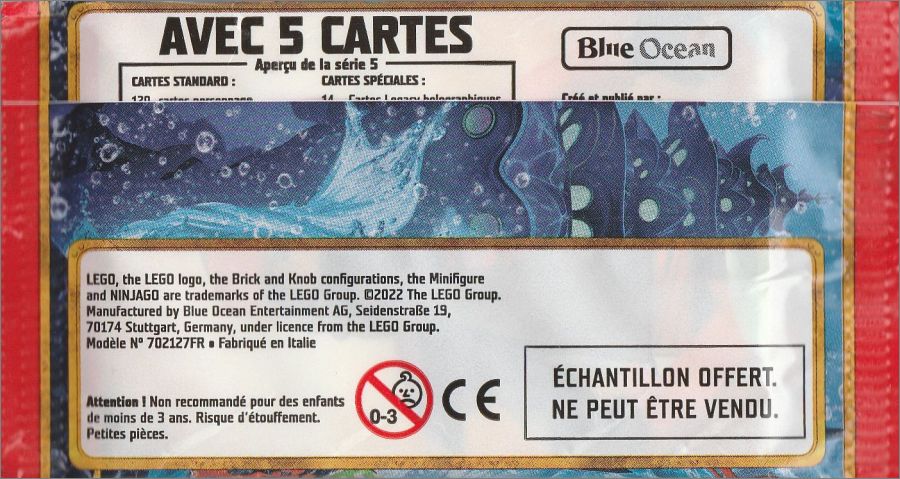 AVEC 5 CARTES
Aperçu de la série 5
CARTES STANDARD :
CARTES SPÉCIALES :
Blue Ocean
Créé et publié par :
LEGO, the LEGO logo, the Brick and Knob configurations, the Minifigure
and NINJAGO are trademarks of the LEGO Group. ©2022 The LEGO Group.
Manufactured by Blue Ocean Entertainment AG, Seidenstraße 19,
70174 Stuttgart, Germany, under licence from the LEGO Group.
Modèle N° 702127FR • Fabriqué en Italie
Attention ! Non recommandé pour des enfants
de moins de 3 ans. Risque d'étouffement.
Petites pièces.
0-3
CE
ÉCHANTILLON OFFERT.
NE PEUT ÊTRE VENDU.